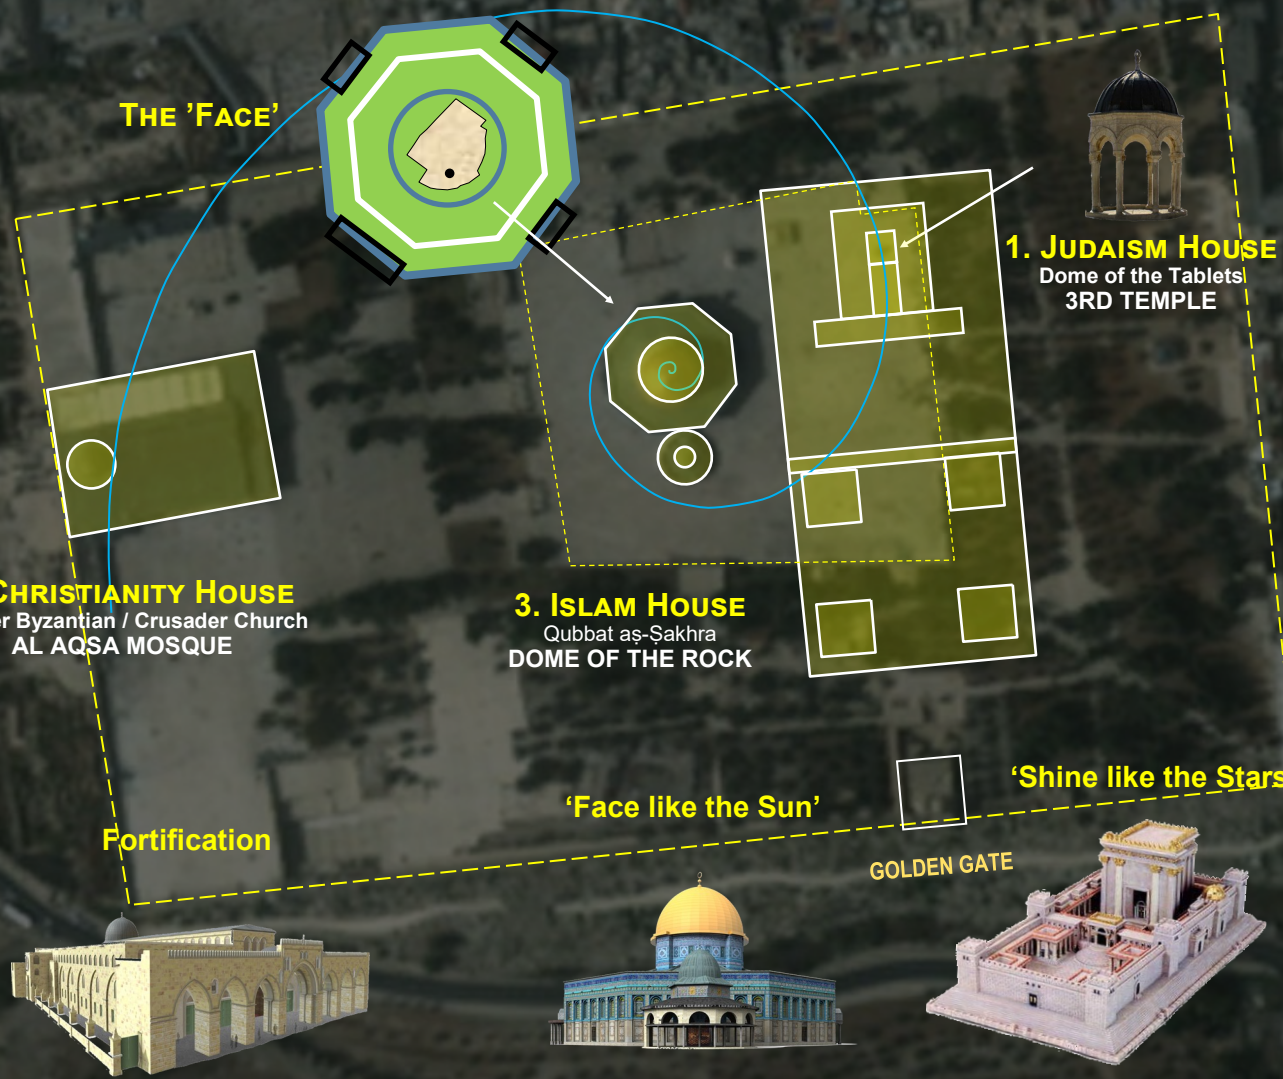 THE 'FACE'
1. JUDAISM HOUSE
Dome of the Tablets
3RD TEMPLE
CHRISTIANITY HOUSE
Byzantian / Crusader Church
AL AQSA MOSQUE
3. ISLAM HOUSE
Qubbat aṣ-Ṣakhra
DOME OF THE ROCK
'Shine like the Stars
'Face like the Sun'
Fortification
GOLDEN GATE